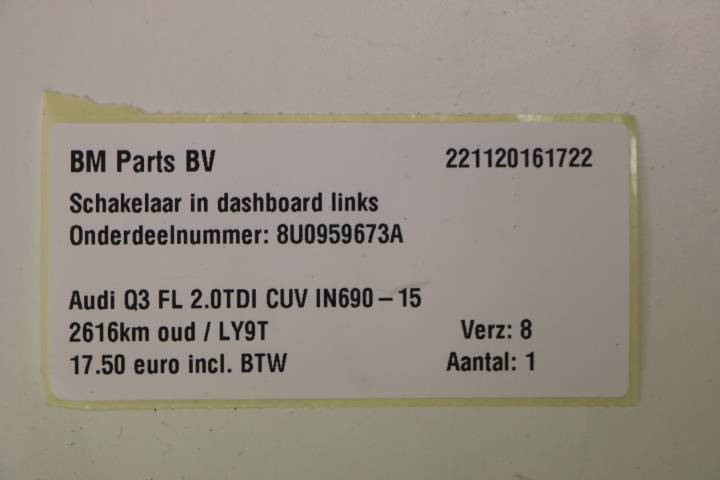 BM Parts BV 221120161722
Schakelaar in dashboard links
Onderdeelnummer: 8U0959673A
Audi Q3 FL 2.0TDI CUV IN690-15
2616km oud / LY9T Verz: 8
17.50 euro incl. BTW Aantal: 1